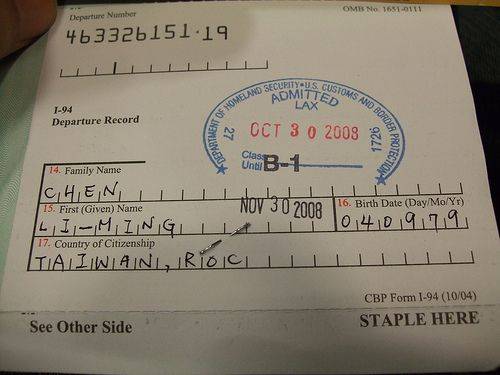 Departure Number
OMB No. 1651-0111
463326151 19
I-94
Departure Record
DEPARTMENT OF HOMELAND SECURITY • U.S. CUSTOMS AND BORDER PROTECTION
ADMITTED
LAX
27
OCT 30 2008
1726
Class B-1
Until
NOV 30 2008
14. Family Name
CHEN
15. First (Given) Name
LI-MING
16. Birth Date (Day/Mo/Yr)
040979
17. Country of Citizenship
TAIWAN, ROC
CBP Form I-94 (10/04)
See Other Side
STAPLE HERE